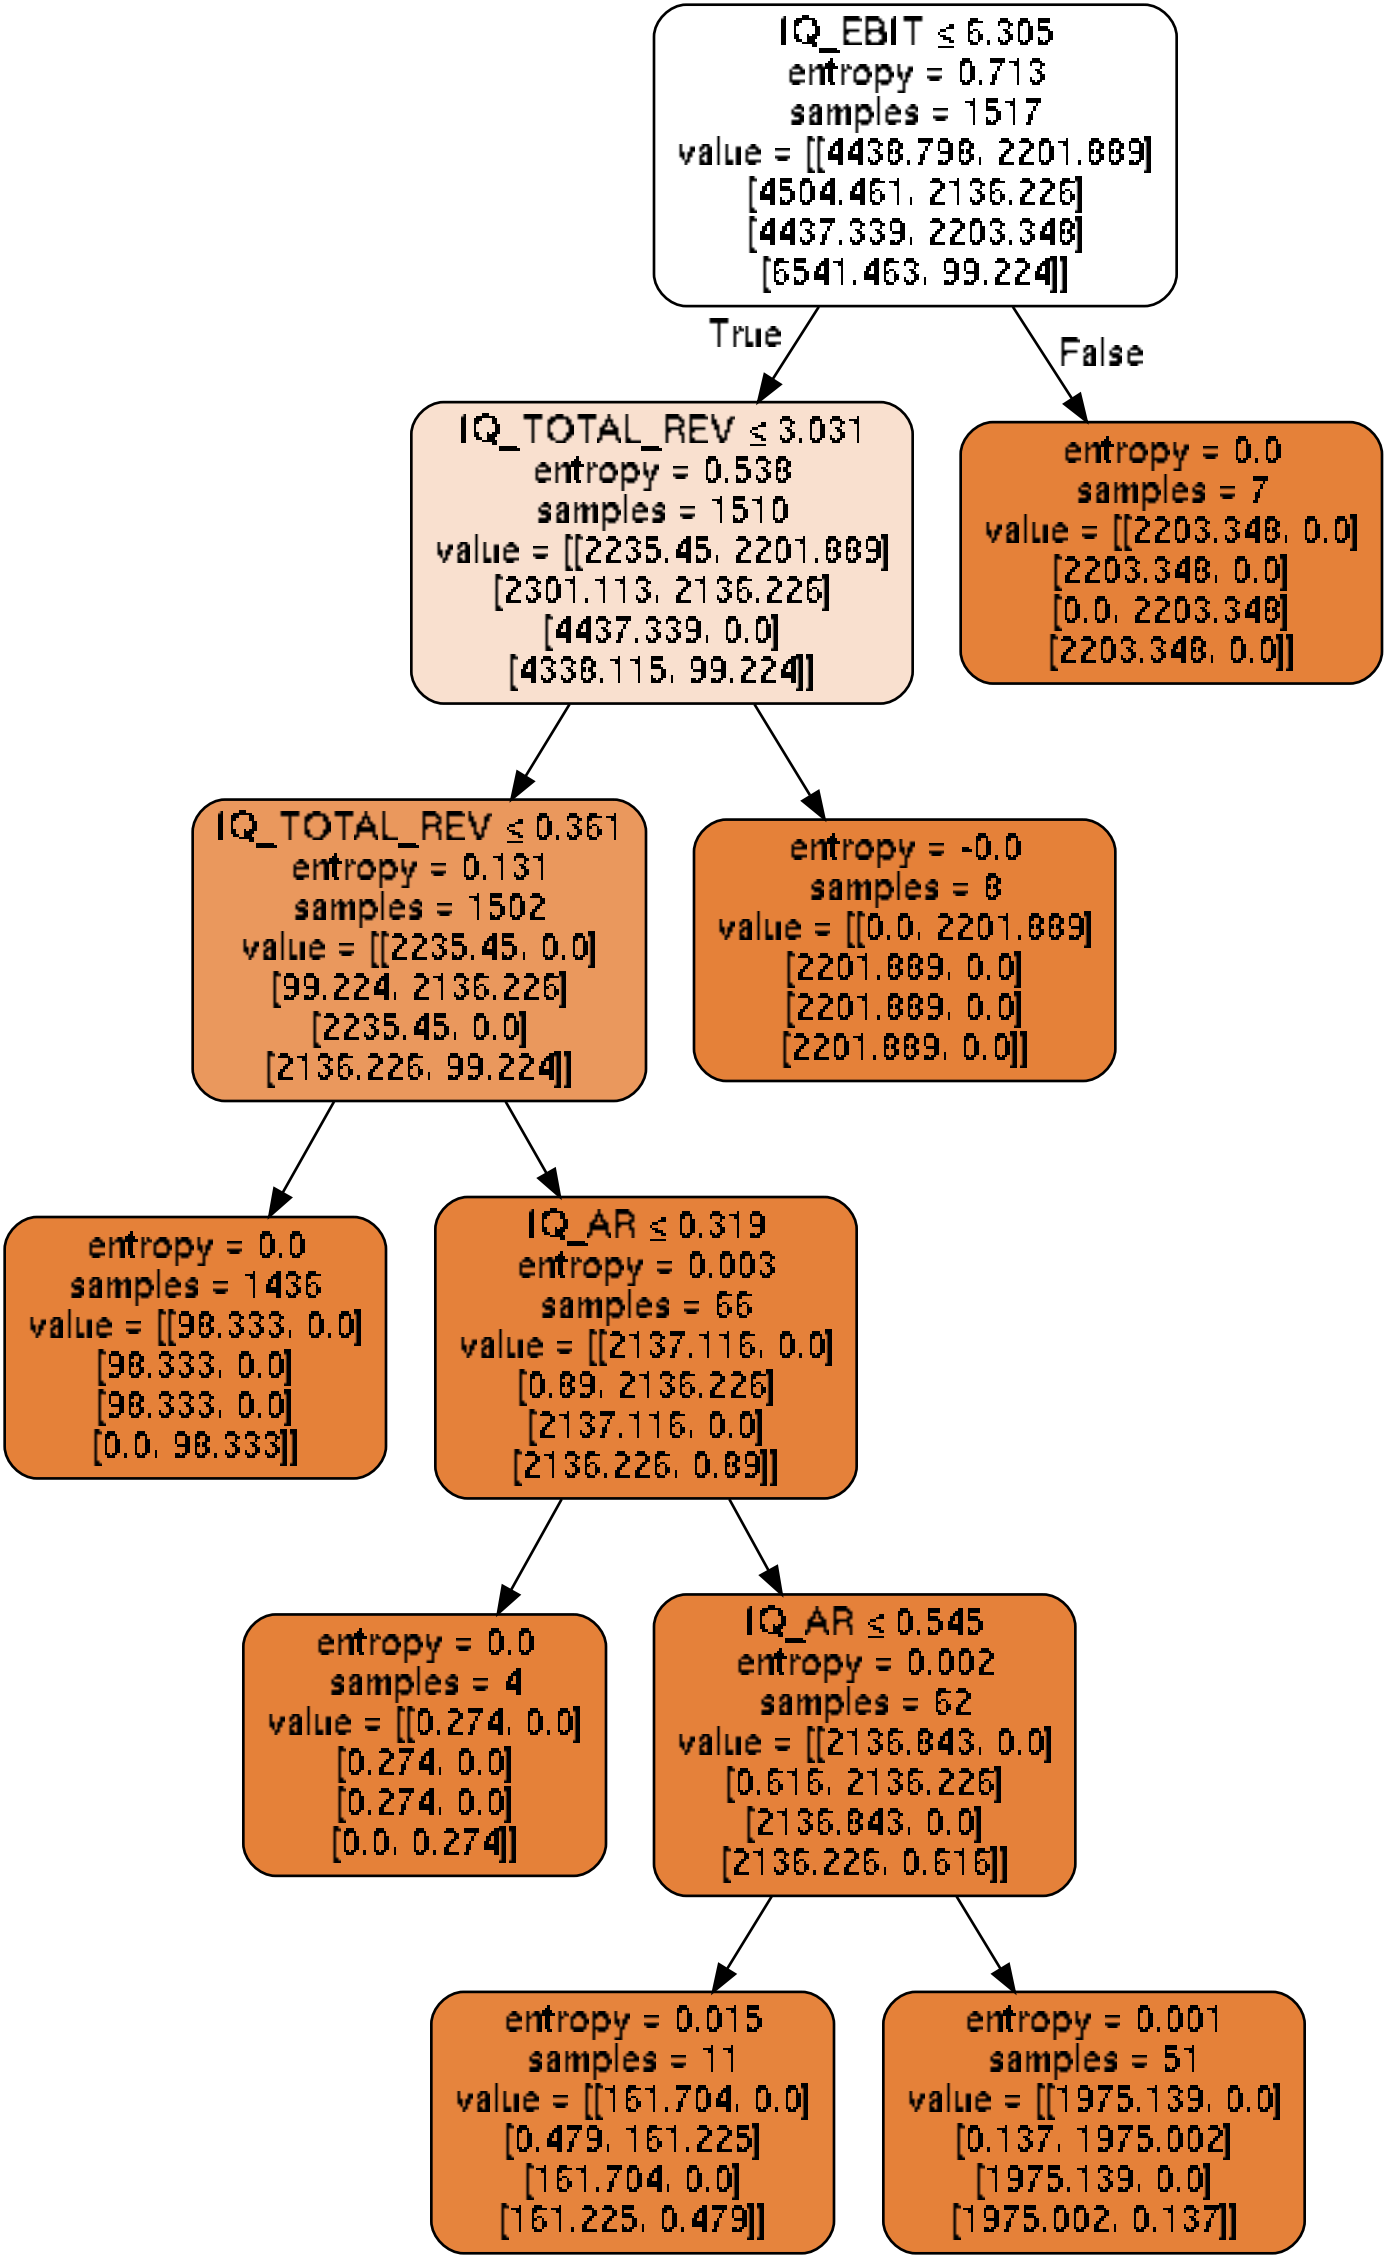 IQ_EBIT ≤ 6.305
entropy = 0.713
samples = 1517
value = [[4438.798, 2201.889]
[4504.461, 2136.226]
[4437.339, 2203.348]
[6541.463, 99.224]]
True
False
IQ_TOTAL_REV ≤ 3.031
entropy = 0.538
samples = 1510
value = [[2235.45, 2201.889]
[2301.113, 2136.226]
[4437.339, 0.0]
[4338.115, 99.224]]
entropy = 0.0
samples = 7
value = [[2203.348, 0.0]
[2203.348, 0.0]
[0.0, 2203.348]
[2203.348, 0.0]]
IQ_TOTAL_REV ≤ 0.361
entropy = 0.131
samples = 1502
value = [[2235.45, 0.0]
[99.224, 2136.226]
[2235.45, 0.0]
[2136.226, 99.224]]
entropy = -0.0
samples = 8
value = [[0.0, 2201.889]
[2201.889, 0.0]
[2201.889, 0.0]
[2201.889, 0.0]]
entropy = 0.0
samples = 1436
value = [[98.333, 0.0]
[98.333, 0.0]
[98.333, 0.0]
[0.0, 98.333]]
IQ_AR ≤ 0.319
entropy = 0.003
samples = 66
value = [[2137.116, 0.0]
[0.89, 2136.226]
[2137.116, 0.0]
[2136.226, 0.89]]
entropy = 0.0
samples = 4
value = [[0.274, 0.0]
[0.274, 0.0]
[0.274, 0.0]
[0.0, 0.274]]
IQ_AR ≤ 0.545
entropy = 0.002
samples = 62
value = [[2136.843, 0.0]
[0.616, 2136.226]
[2136.843, 0.0]
[2136.226, 0.616]]
entropy = 0.015
samples = 11
value = [[161.704, 0.0]
[0.479, 161.225]
[161.704, 0.0]
[161.225, 0.479]]
entropy = 0.001
samples = 51
value = [[1975.139, 0.0]
[0.137, 1975.002]
[1975.139, 0.0]
[1975.002, 0.137]]